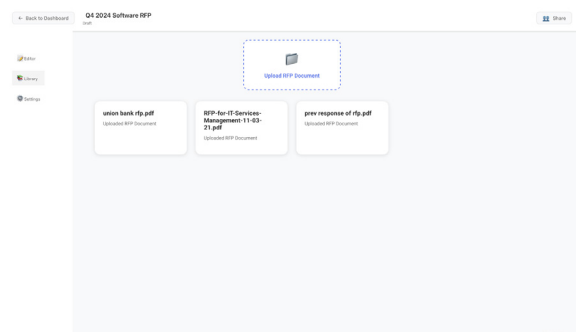 ← Back to Dashboard
Q4 2024 Software RFP
Draft
Share
Editor
Library
Settings
Upload RFP Document
union bank rfp.pdf
Uploaded RFP Document
RFP-for-IT-Services-
Management-11-03-
21.pdf
Uploaded RFP Document
prev response of rfp.pdf
Uploaded RFP Document